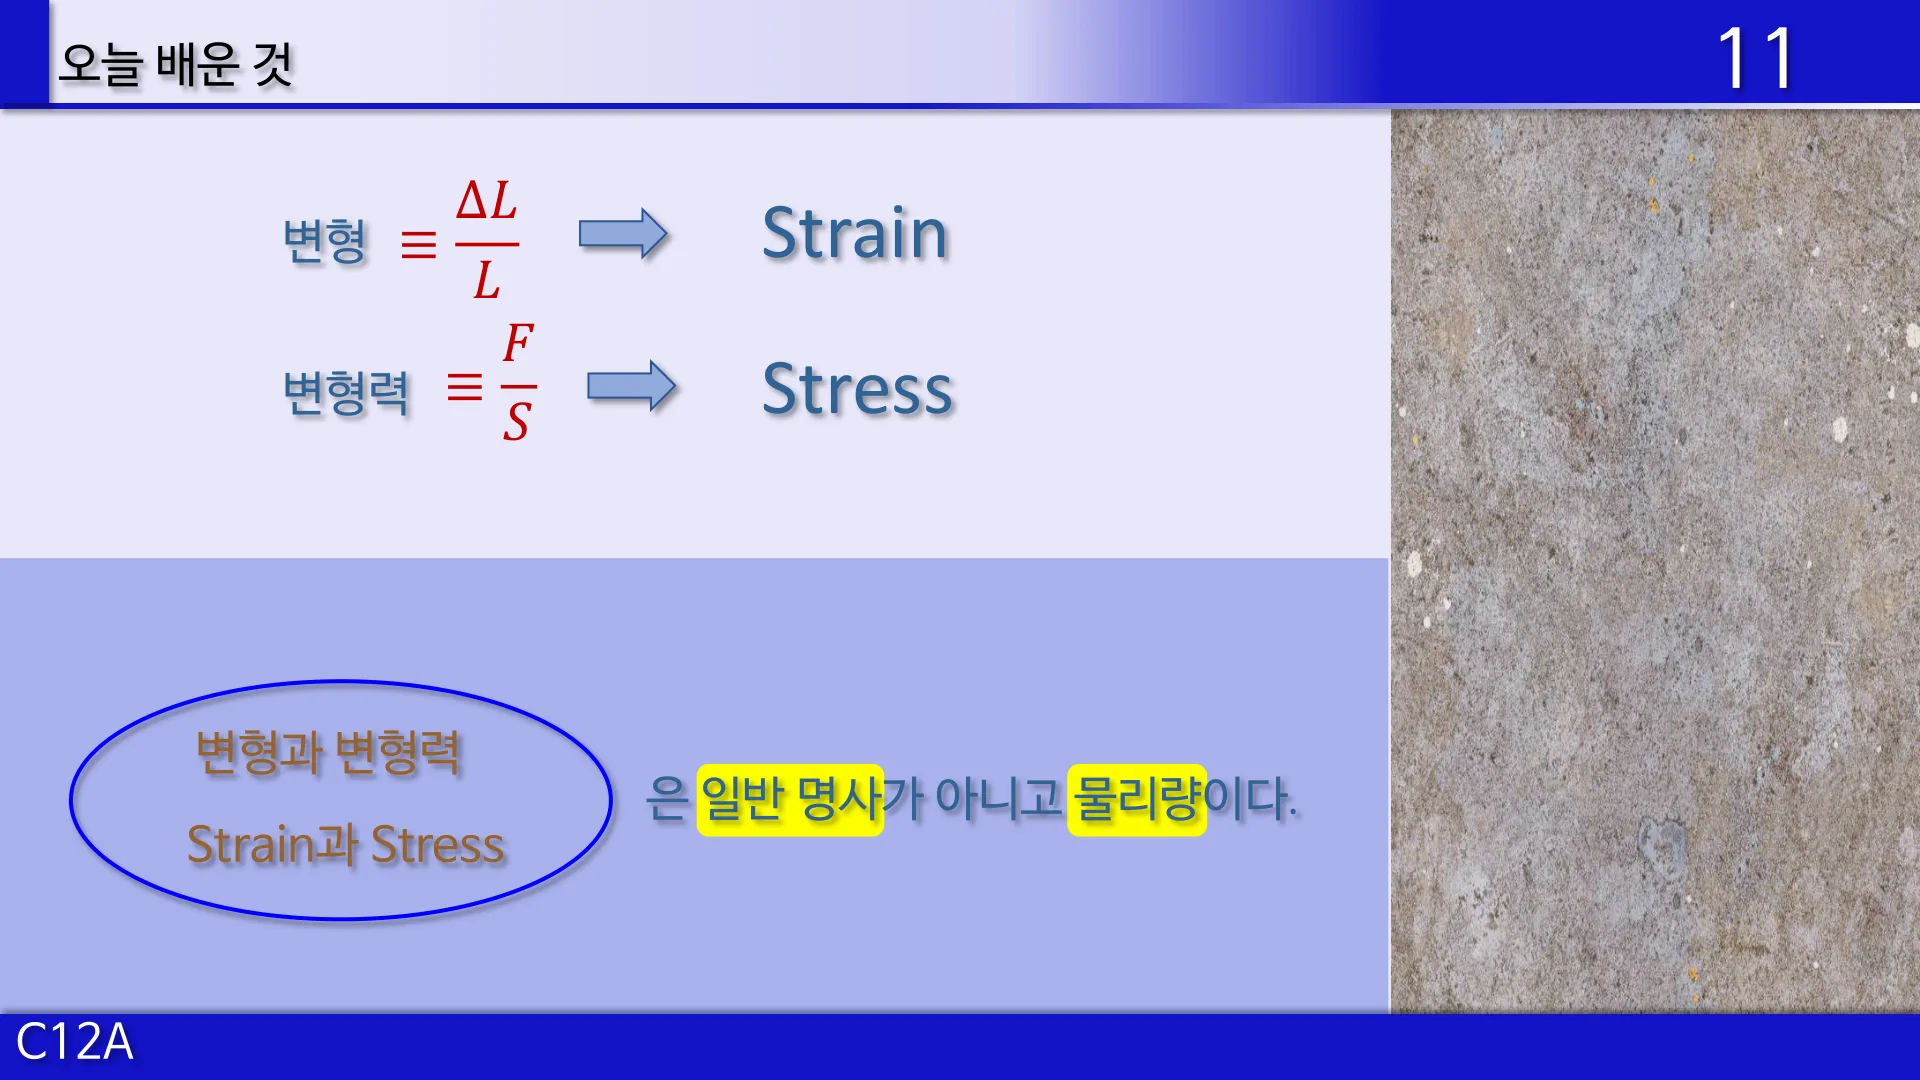 오늘 배운 것
11
변형 ≡ ΔL/L Strain
변형력 ≡ F/S Stress
변형과 변형력
Strain과 Stress
은 일반 명사가 아니고 물리량이다.
C12A